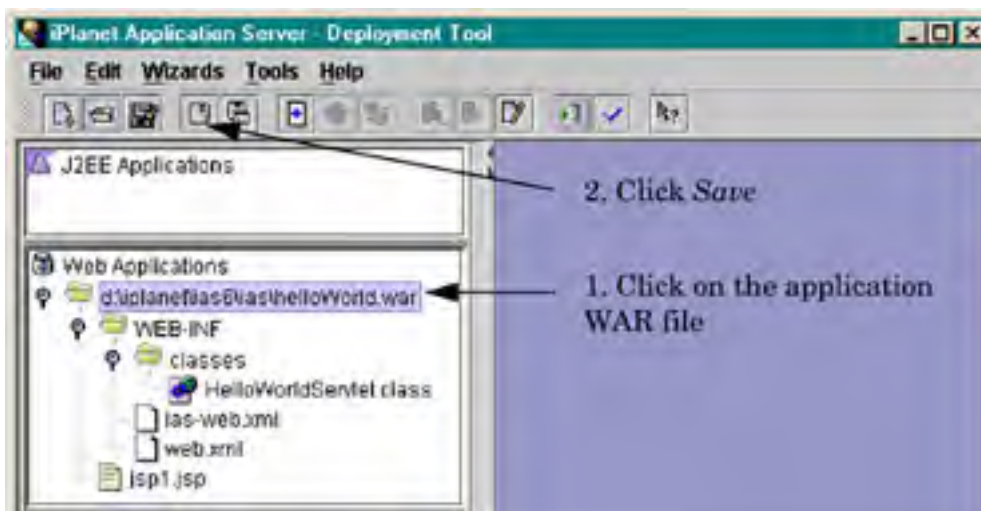 iPlanet Application Server - Deployment Tool
File Edit Wizards Tools Help
J2EE Applications
2. Click Save
Web Applications
d:\iplanet\ias6\ias\helloWorld.war
1. Click on the application
WAR file
WEB-INF
classes
HelloWorldServlet.class
ias-web.xml
web.xml
jsp1.jsp